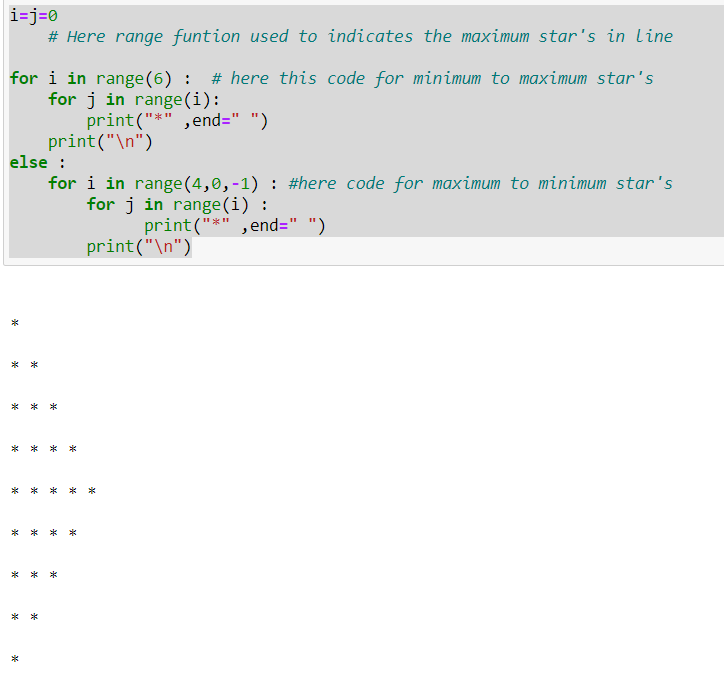 i=j=0
    # Here range funtion used to indicates the maximum star's in line
for i in range(6) :  # here this code for minimum to maximum star's
    for j in range(i):
        print("*" ,end=" ")
    print("\n")
else :
    for i in range(4,0,-1) : #here code for maximum to minimum star's
        for j in range(i) :
              print("*" ,end=" ")
        print("\n")
*
* *
* * *
* * * *
* * * * *
* * * *
* * *
* *
*